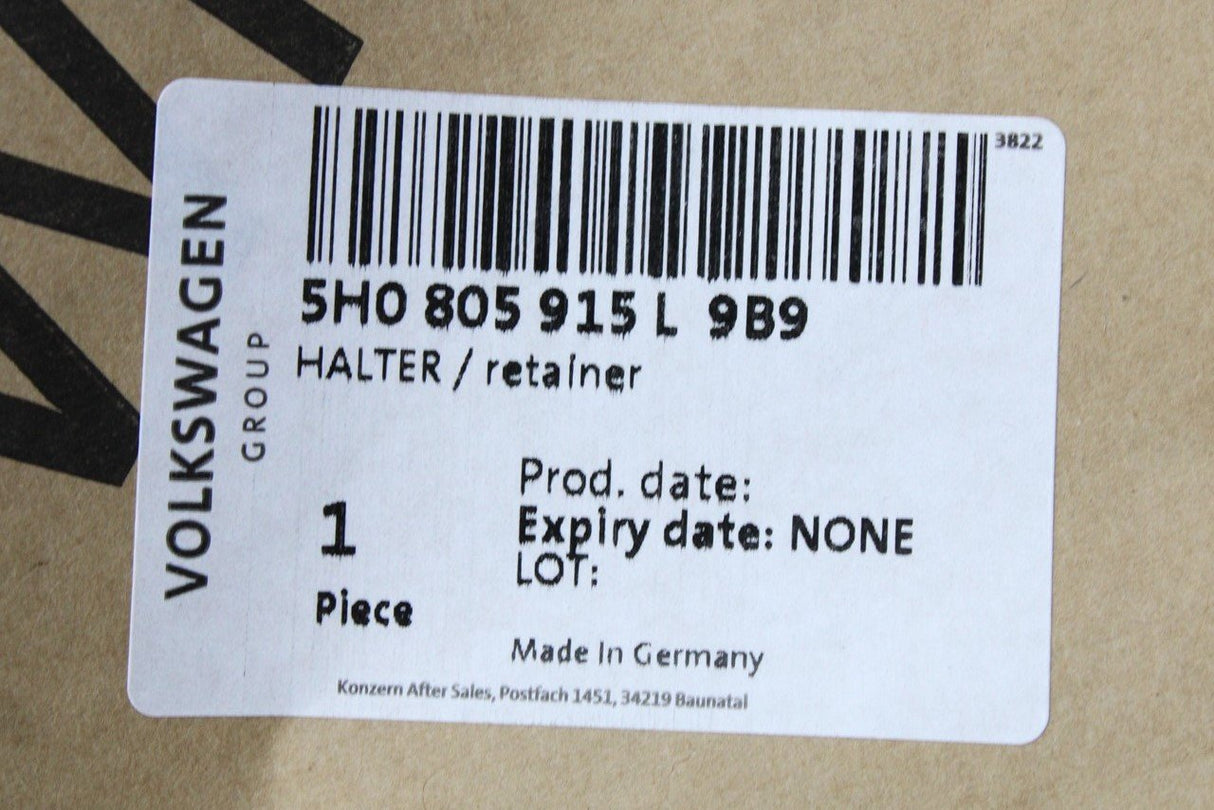 VOLKSWAGEN
GROUP
3822
5H0 805 915 L 9B9
HALTER / retainer
Prod. date:
Expiry date: NONE
LOT:
1
Piece
Made in Germany
Konzern After Sales, Postfach 1451, 34219 Baunatal